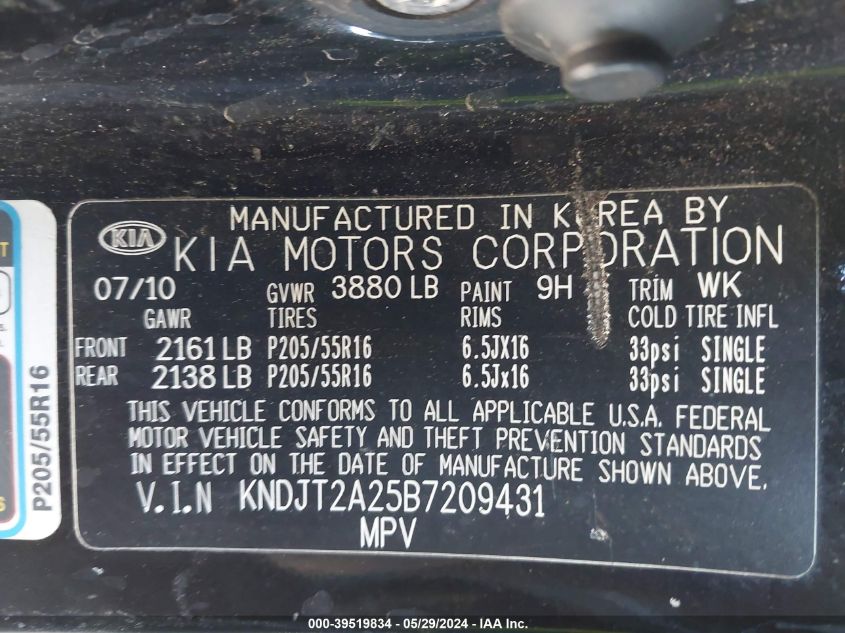 MANUFACTURED IN KOREA BY
KIA KIA MOTORS CORPORATION
07/10 GVWR 3880 LB PAINT 9H TRIM WK
GAWR TIRES RIMS COLD TIRE INFL
FRONT 2161 LB P205/55R16 6.5JX16 33psi SINGLE
REAR 2138 LB P205/55R16 6.5Jx16 33psi SINGLE
THIS VEHICLE CONFORMS TO ALL APPLICABLE U.S.A. FEDERAL
MOTOR VEHICLE SAFETY AND THEFT PREVENTION STANDARDS
IN EFFECT ON THE DATE OF MANUFACTURE SHOWN ABOVE.
V.I.N KNDJT2A25B7209431
MPV
P205/55R16
000-39519834 - 05/29/2024 - IAA Inc.